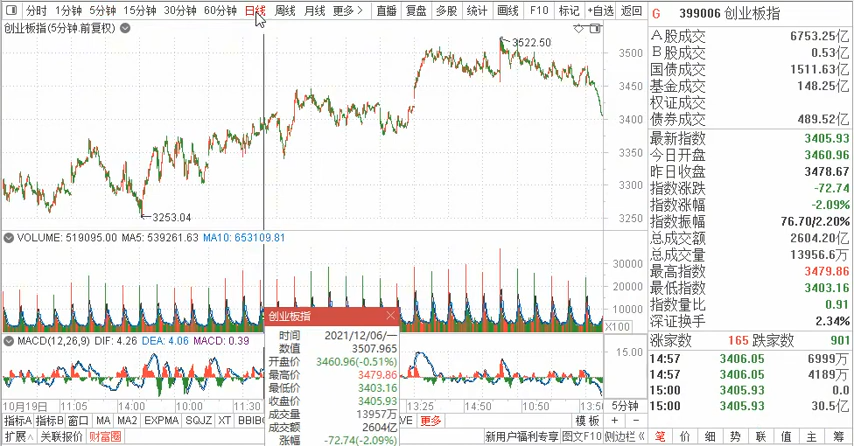 分时 1分钟 5分钟 15分钟 30分钟 60分钟 日线 周线 月线 更多 > 直播 复盘 多股 统计 画线 F10 标记 +自选 返回
G 399006 创业板指
创业板指(5分钟.前复权)
3522.50
3500
3450
3400
3350
3300
3250
3253.04
A股成交 6753.25亿
B股成交 0.53亿
国债成交 1511.63亿
基金成交 148.25亿
权证成交
债券成交 489.52亿
最新指数 3405.93
今日开盘 3460.96
昨日收盘 3478.67
指数涨跌 -72.74
指数涨幅 -2.09%
指数振幅 76.70/2.20%
总成交额 2604.20亿
总成交量 13956.6万
最高指数 3479.86
最低指数 3403.16
指数量比 0.91
深证换手 2.34%
涨家数 165 跌家数 901
14:57 3406.05 6999万
14:57 3406.05 4189万
15:00 3405.93 0.0
15:00 3405.93 30.5亿
VOLUME: 519095.00 MA5: 539261.63 MA10: 653109.81
30000
20000
10000
X100
创业板指
时间 2021/12/06/一
数值 3507.965
开盘价 3460.96(-0.51%)
最高价 3479.86
最低价 3403.16
收盘价 3405.93
成交量 13957万
成交额 2604亿
涨幅 -72.74(-2.09%)
MACD(12,26,9) DIF: 4.26 DEA: 4.06 MACD: 0.39
15.00
10月19日 11:05 14:00 10:00 11:30 13:25 14:50 10:50 13:50 5分钟
指标A 指标B 窗口 MA MA2 EXPMA SQJZ XT BBIBO VE 更多 模板 + -
扩展∧ 关联报价 财富圈 新用户福利专享 图文F10 侧边栏《 笔 价 细 势 联 值 主 筹